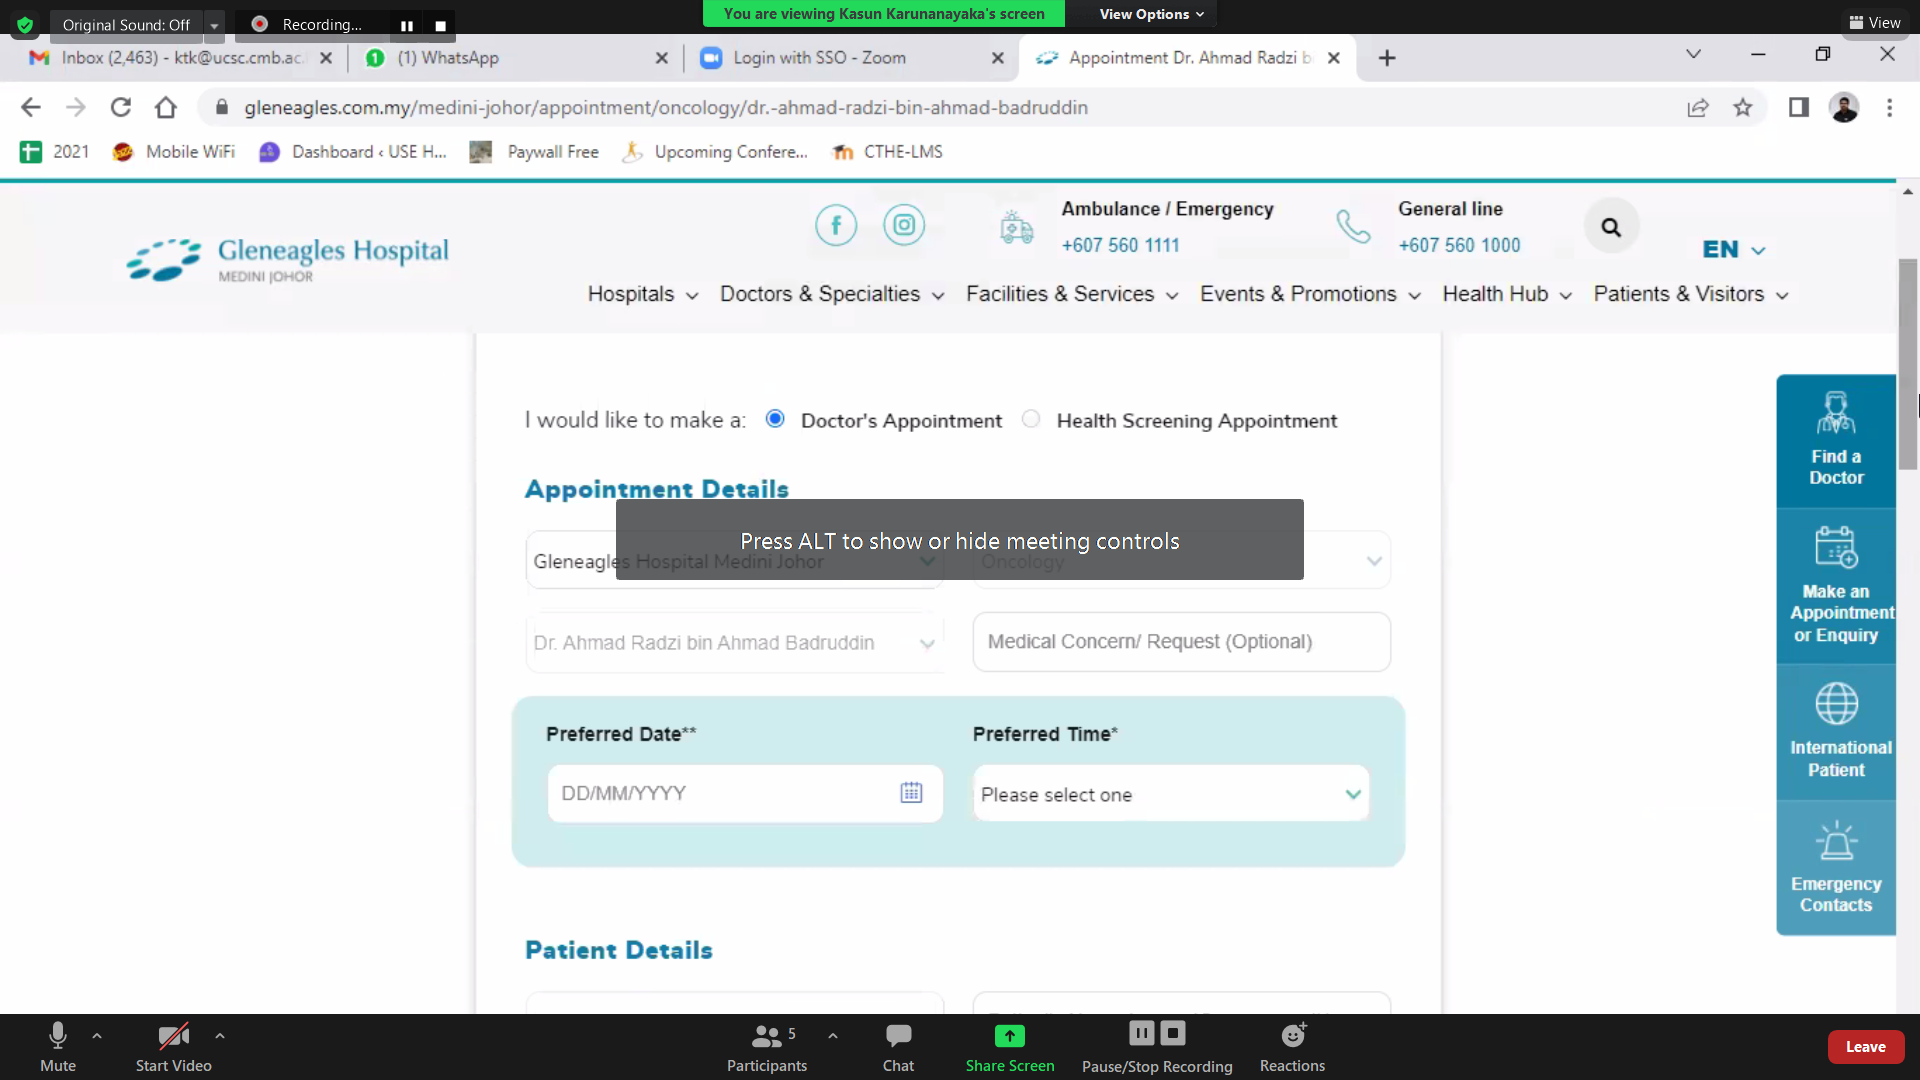 Original Sound: Off
Recording...
You are viewing Kasun Karunanayaka's screen
View Options
View
Inbox (2,463) - ktk@ucsc.cmb.ac.
(1) WhatsApp
Login with SSO - Zoom
Appointment Dr. Ahmad Radzi b
gleneagles.com.my/medini-johor/appointment/oncology/dr.-ahmad-radzi-bin-ahmad-badruddin
2021
Mobile WiFi
Dashboard ‹ USE H...
Paywall Free
Upcoming Confere...
CTHE-LMS
Gleneagles Hospital
MEDINI JOHOR
Ambulance / Emergency
+607 560 1111
General line
+607 560 1000
EN
Hospitals
Doctors & Specialties
Facilities & Services
Events & Promotions
Health Hub
Patients & Visitors
I would like to make a:
Doctor's Appointment
Health Screening Appointment
Appointment Details
Press ALT to show or hide meeting controls
Gleneagles Hospital Medini Johor
Oncology
Dr. Ahmad Radzi bin Ahmad Badruddin
Medical Concern/ Request (Optional)
Preferred Date**
Preferred Time*
DD/MM/YYYY
Please select one
Patient Details
Find a
Doctor
Make an
Appointment
or Enquiry
International
Patient
Emergency
Contacts
Mute
Start Video
Participants
5
Chat
Share Screen
Pause/Stop Recording
Reactions
Leave